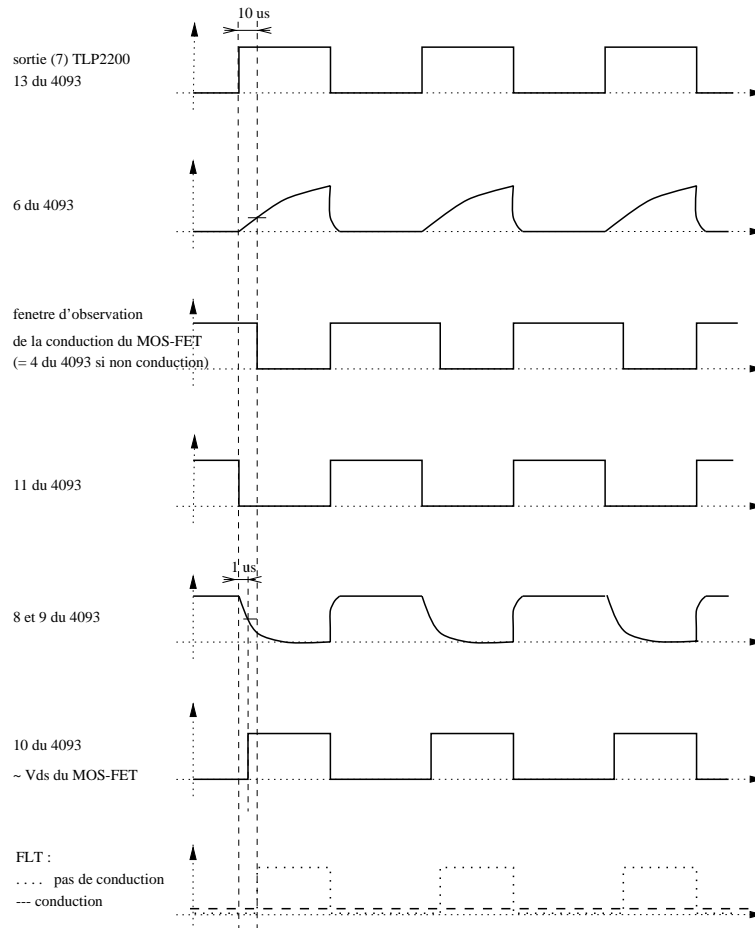 10 us
sortie (7) TLP2200
13 du 4093
6 du 4093
fenetre d'observation
de la conduction du MOS-FET
(= 4 du 4093 si non conduction)
11 du 4093
1 us
8 et 9 du 4093
10 du 4093
~ Vds du MOS-FET
FLT :
. . . . pas de conduction
--- conduction